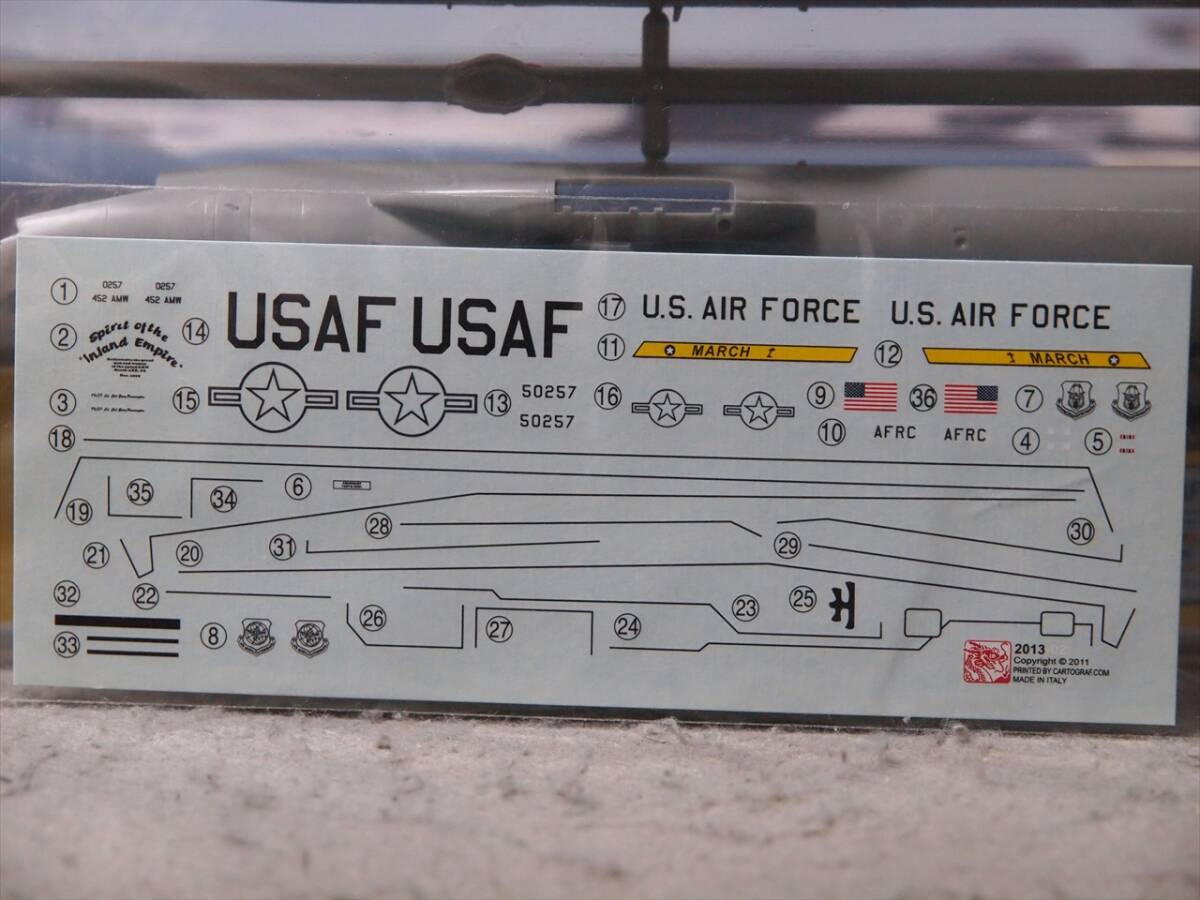 ① 0257 0257
452 AMW 452 AMW
② Spirit of the
"Inland Empire"
⑭ USAF USAF
⑰ U.S. AIR FORCE U.S. AIR FORCE
⑪ MARCH ⑫ MARCH
③ ⑮ ⑬ 50257
50257
⑯ ⑨ ㊱ ⑦
⑩ AFRC AFRC ④ ⑤
⑱
⑲ ㉟ ㉞ ⑥
㉘ ㉚
㉑ ⑳ ㉛ ㉙
㉜ ㉒ ㉖ ㉓ ㉕
㉝ ⑧ ㉗ ㉔
2013
Copyright © 2011
PRINTED BY CARTOGRAF.COM
MADE IN ITALY